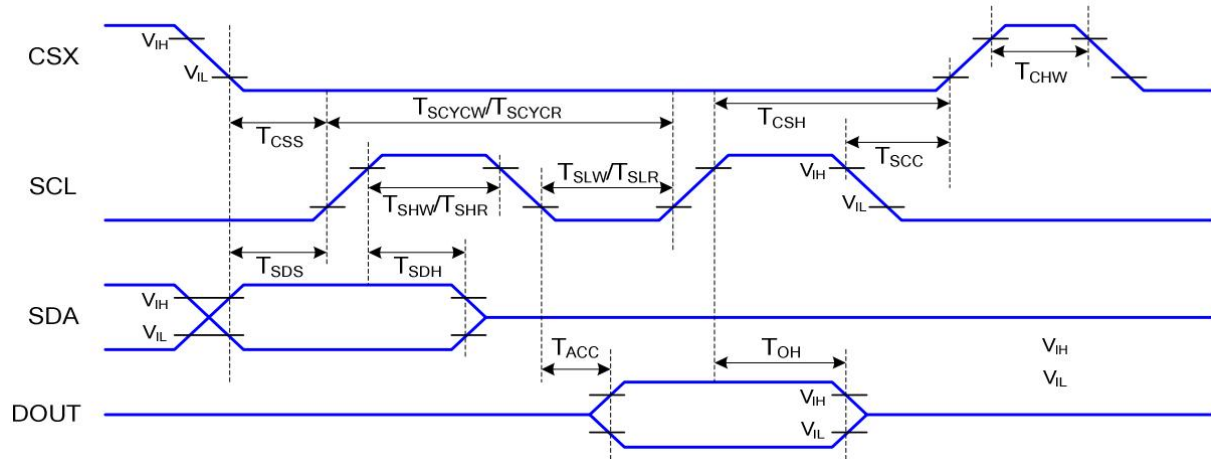 CSX
VIH
VIL
TCHW
TSCYCW/TSCYCR
TCSH
TCSS
TSCC
SCL
TSLW/TSLR
VIH
TSHW/TSHR
VIL
TSDS
TSDH
SDA
VIH
VIL
TACC
TOH
VIH
VIL
DOUT
VIH
VIL